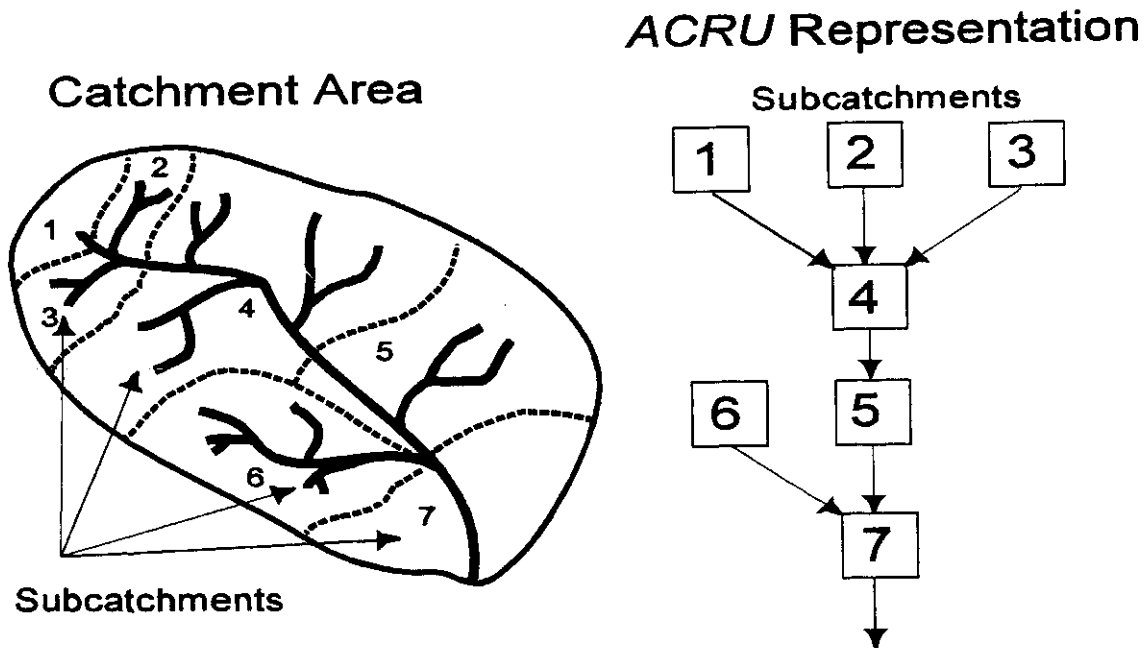 ACRU Representation
Catchment Area
Subcatchments
1 2 3
4
6 5
7
2
1
3
4
5
6
7
Subcatchments